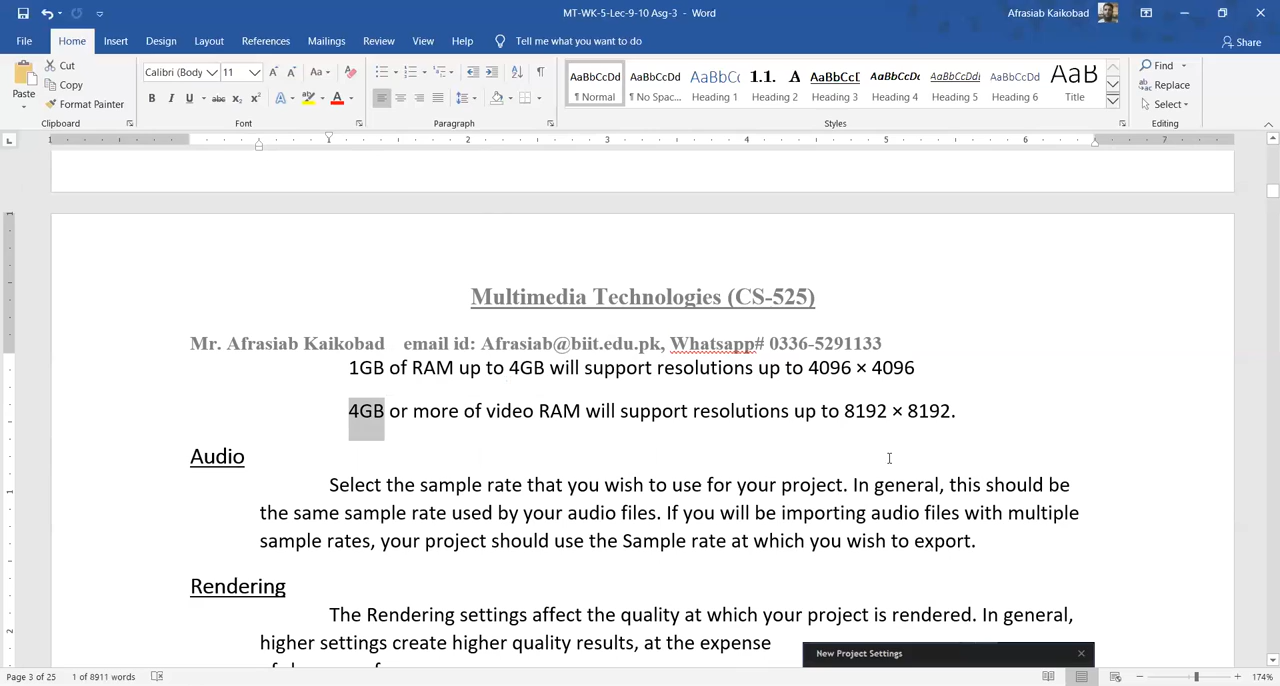 MT-WK-5-Lec-9-10 Asg-3 - Word
Afrasiab Kaikobad
File Home Insert Design Layout References Mailings Review View Help Tell me what you want to do
Share
Paste
Cut
Copy
Format Painter
Clipboard
Calibri (Body 11
Font
Paragraph
AaBbCcDd AaBbCcDd AaBbC( 1.1. A AaBbCcI AaBbCcDc AaBbCcDd AaBbCcDd AaB
¶ Normal ¶ No Spac... Heading 1 Heading 2 Heading 3 Heading 4 Heading 5 Heading 6 Title
Styles
Find
Replace
Select
Editing
Multimedia Technologies (CS-525)
Mr. Afrasiab Kaikobad email id: Afrasiab@biit.edu.pk, Whatsapp# 0336-5291133
1GB of RAM up to 4GB will support resolutions up to 4096 × 4096
4GB or more of video RAM will support resolutions up to 8192 × 8192.
Audio
Select the sample rate that you wish to use for your project. In general, this should be
the same sample rate used by your audio files. If you will be importing audio files with multiple
sample rates, your project should use the Sample rate at which you wish to export.
Rendering
The Rendering settings affect the quality at which your project is rendered. In general,
higher settings create higher quality results, at the expense
New Project Settings
Page 3 of 25 1 of 8911 words
174%